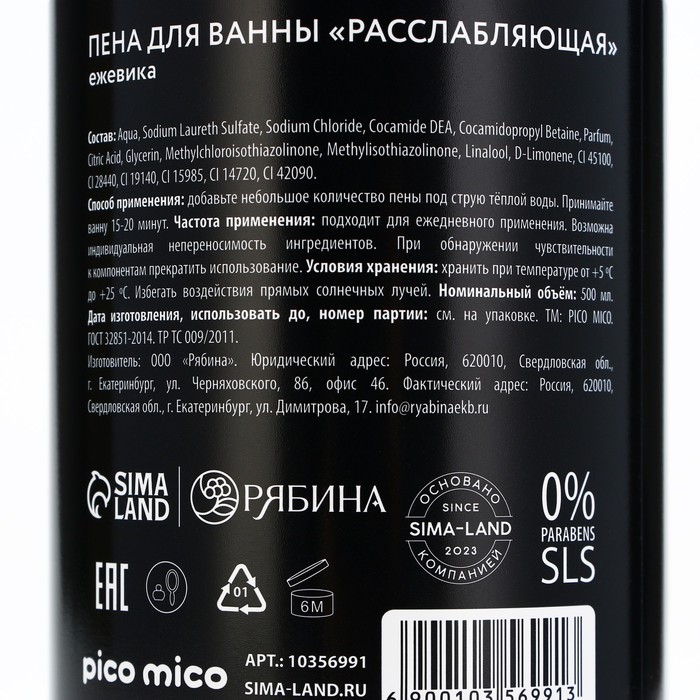 ПЕНА ДЛЯ ВАННЫ «РАССЛАБЛЯЮЩАЯ»
ежевика
Состав: Aqua, Sodium Laureth Sulfate, Sodium Chloride, Cocamide DEA, Cocamidopropyl Betaine, Parfum,
Citric Acid, Glycerin, Methylchloroisothiazolinone, Methylisothiazolinone, Linalool, D-Limonene, CI 45100,
CI 28440, CI 19140, CI 15985, CI 14720, CI 42090.
Способ применения: добавьте небольшое количество пены под струю тёплой воды. Принимайте
ванну 15-20 минут. Частота применения: подходит для ежедневного применения. Возможна
индивидуальная непереносимость ингредиентов. При обнаружении чувствительности
к компонентам прекратить использование. Условия хранения: хранить при температуре от +5 °С
до +25 °С. Избегать воздействия прямых солнечных лучей. Номинальный объём: 500 мл.
Дата изготовления, использовать до, номер партии: см. на упаковке. ТМ: PICO MICO.
ГОСТ 32851-2014. ТР ТС 009/2011.
Изготовитель: ООО «Рябина». Юридический адрес: Россия, 620010, Свердловская обл.,
г. Екатеринбург, ул. Черняховского, 86, офис 46. Фактический адрес: Россия, 620010,
Свердловская обл., г. Екатеринбург, ул. Димитрова, 17. info@ryabinaekb.ru
SIMA
LAND
РЯБИНА
ОСНОВАНО
SINCE
SIMA-LAND
2023
КОМПАНИЕЙ
0%
PARABENS
SLS
EAC
01
6M
pico mico
АРТ.: 10356991
SIMA-LAND.RU
6 900103 569913